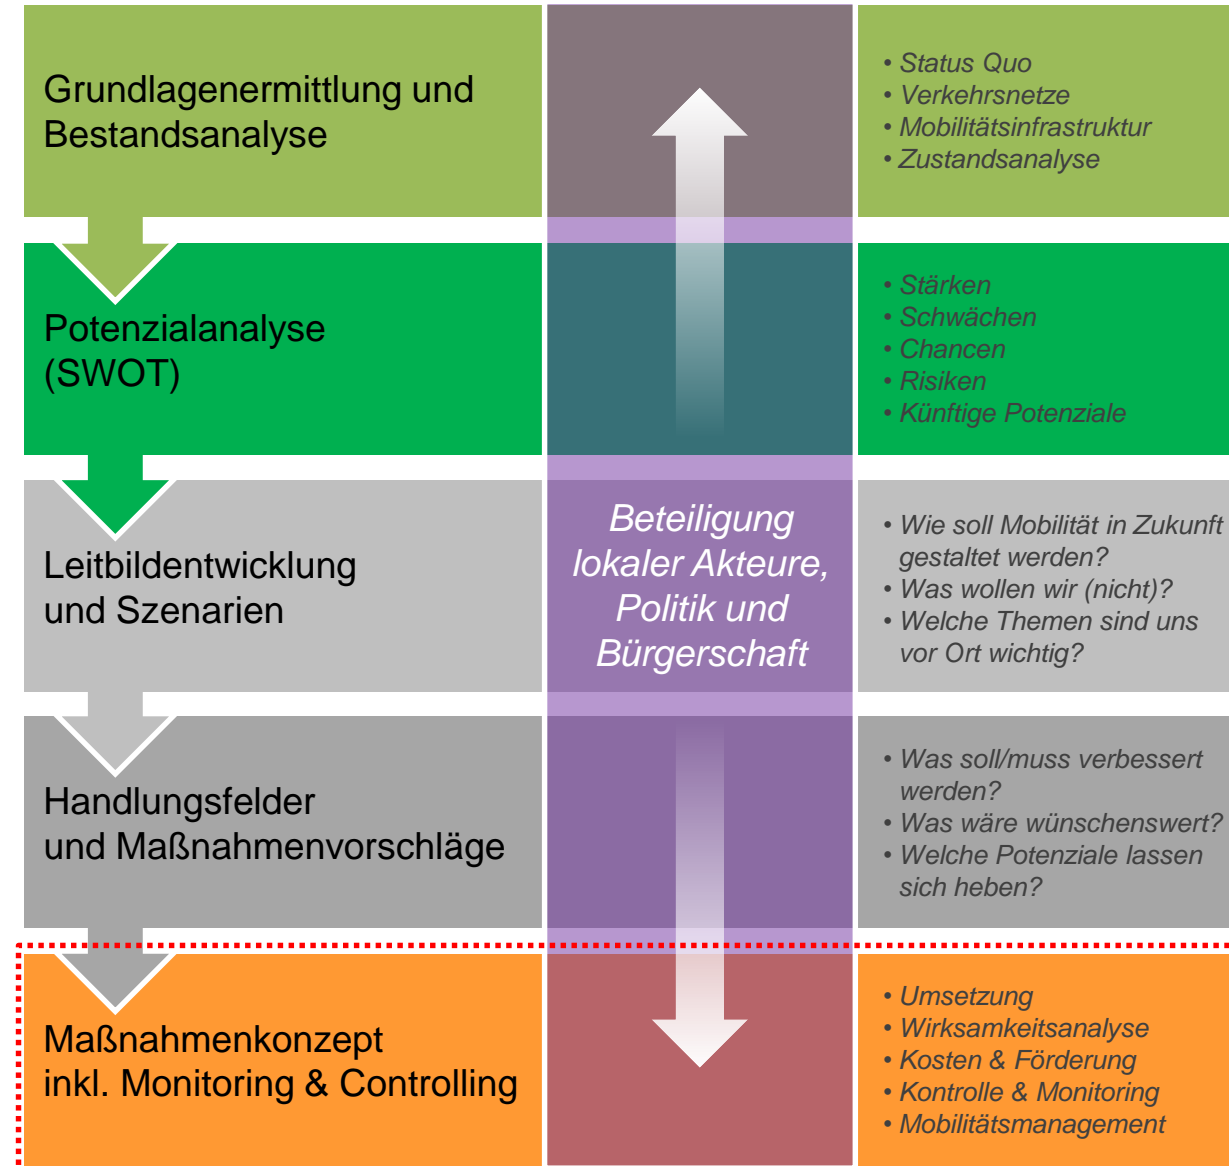 Grundlagenermittlung und
Bestandsanalyse
• Status Quo
• Verkehrsnetze
• Mobilitätsinfrastruktur
• Zustandsanalyse
Potenzialanalyse
(SWOT)
• Stärken
• Schwächen
• Chancen
• Risiken
• Künftige Potenziale
Leitbildentwicklung
und Szenarien
Beteiligung
lokaler Akteure,
Politik und
Bürgerschaft
• Wie soll Mobilität in Zukunft
gestaltet werden?
• Was wollen wir (nicht)?
• Welche Themen sind uns
vor Ort wichtig?
Handlungsfelder
und Maßnahmenvorschläge
• Was soll/muss verbessert
werden?
• Was wäre wünschenswert?
• Welche Potenziale lassen
sich heben?
Maßnahmenkonzept
inkl. Monitoring & Controlling
• Umsetzung
• Wirksamkeitsanalyse
• Kosten & Förderung
• Kontrolle & Monitoring
• Mobilitätsmanagement